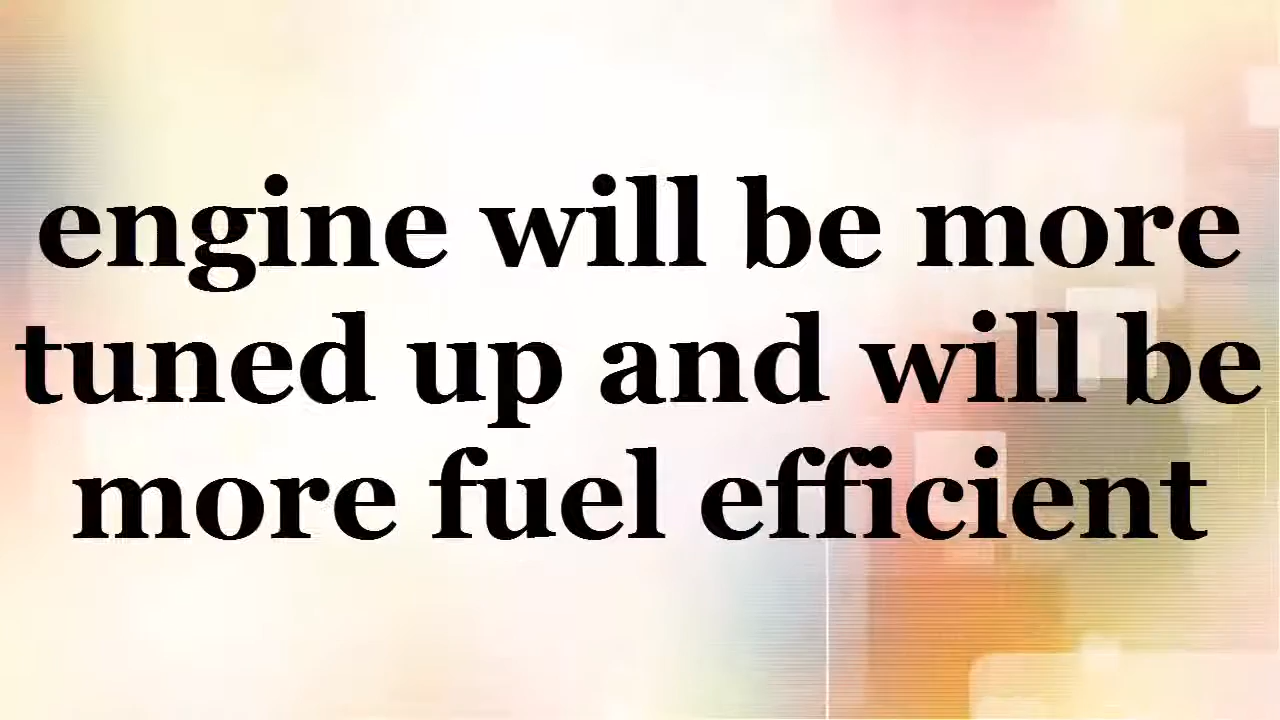 engine will be more
tuned up and will be
more fuel efficient